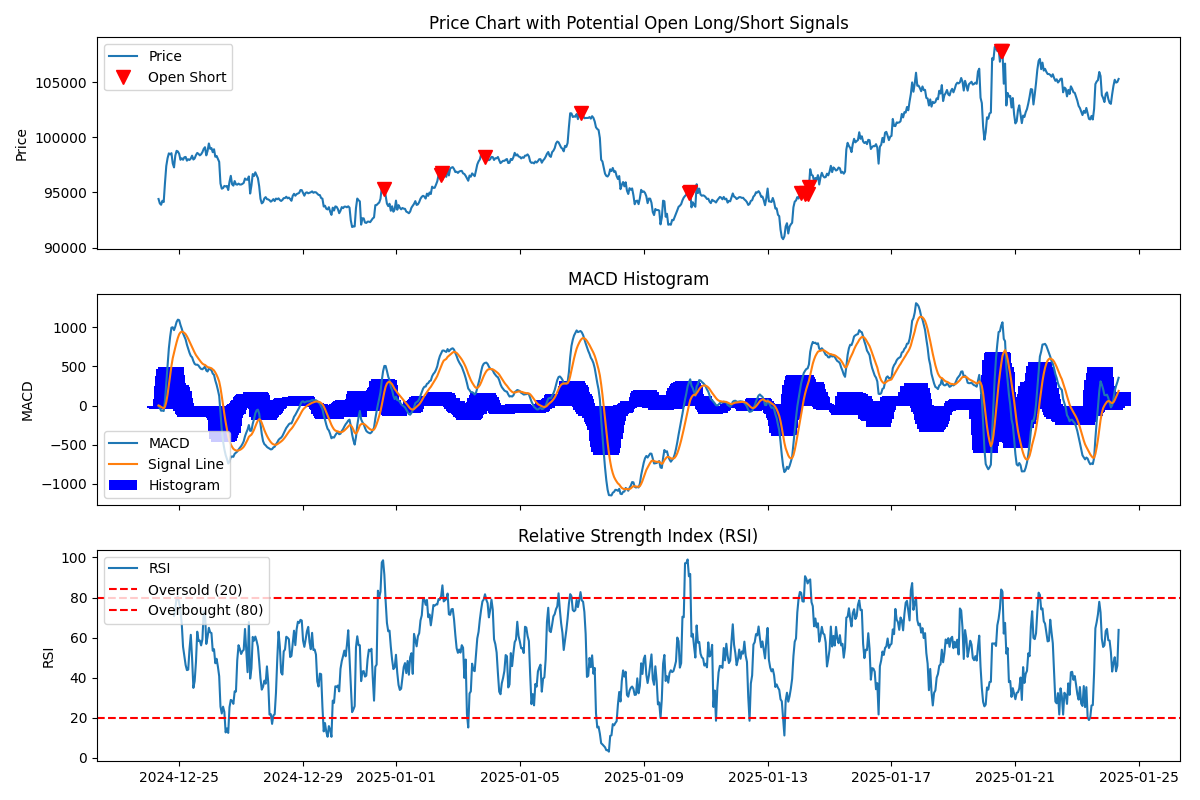 Price Chart with Potential Open Long/Short Signals
Price
Open Short
105000
100000
95000
90000
Price
MACD Histogram
1000
500
0
−500
−1000
MACD
MACD
Signal Line
Histogram
Relative Strength Index (RSI)
100
80
60
40
20
0
RSI
RSI
Oversold (20)
Overbought (80)
2024-12-25 2024-12-29 2025-01-01 2025-01-05 2025-01-09 2025-01-13 2025-01-17 2025-01-21 2025-01-25